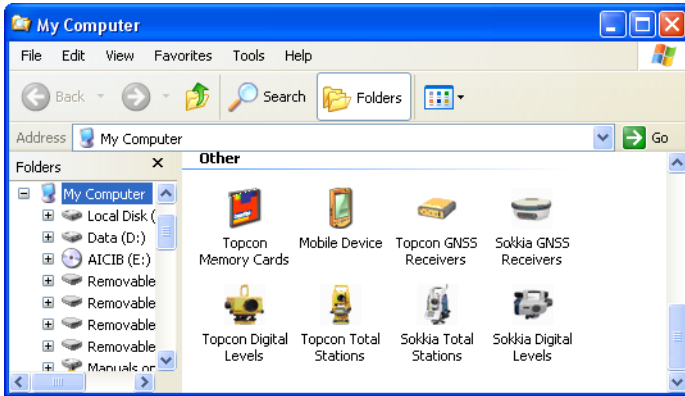 My Computer
File Edit View Favorites Tools Help
Back Search Folders
Address My Computer Go
Folders
My Computer
Local Disk (
Data (D:)
AICIB (E:)
Removable
Removable
Removable
Removable
Manuals or
Other
Topcon Memory Cards
Mobile Device
Topcon GNSS Receivers
Sokkia GNSS Receivers
Topcon Digital Levels
Topcon Total Stations
Sokkia Total Stations
Sokkia Digital Levels